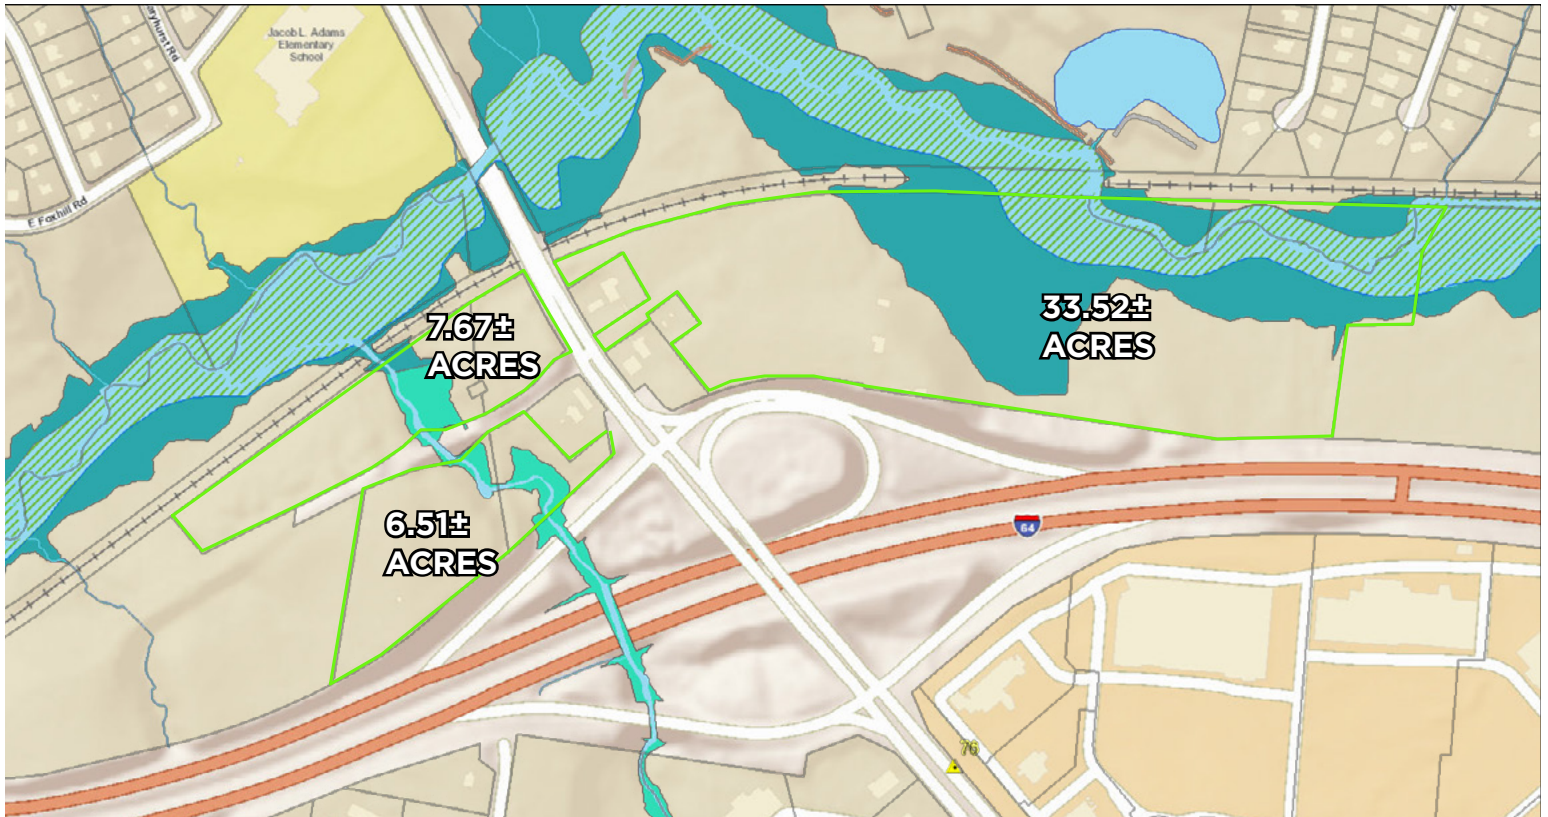 Jacob L. Adams
Elementary
School
E Foxhill Rd
7.67±
ACRES
33.52±
ACRES
6.51±
ACRES
64
76